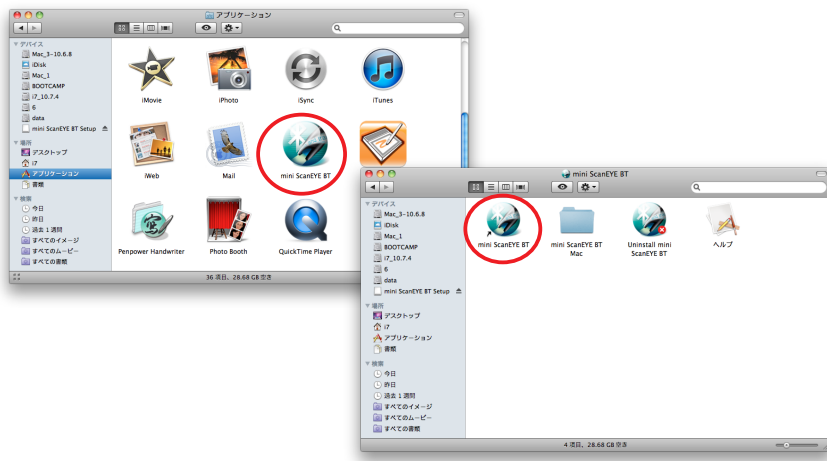 アプリケーション
デバイス
Mac_3-10.6.8
iDisk
Mac_1
BOOTCAMP
i7_10.7.4
6
data
mini ScanEYE BT Setup
場所
デスクトップ
i7
アプリケーション
書類
検索
今日
昨日
過去 1 週間
すべてのイメージ
すべてのムービー
すべての書類
iMovie
iPhoto
iSync
iTunes
iWeb
Mail
mini ScanEYE BT
Penpower Handwriter
Photo Booth
QuickTime Player
36 項目、28.68 GB 空き
mini ScanEYE BT
デバイス
Mac_3-10.6.8
iDisk
Mac_1
BOOTCAMP
i7_10.7.4
6
data
mini ScanEYE BT Setup
場所
デスクトップ
i7
アプリケーション
書類
検索
今日
昨日
過去 1 週間
すべてのイメージ
すべてのムービー
すべての書類
mini ScanEYE BT
mini ScanEYE BT
Mac
Uninstall mini
ScanEYE BT
ヘルプ
4 項目、28.68 GB 空き